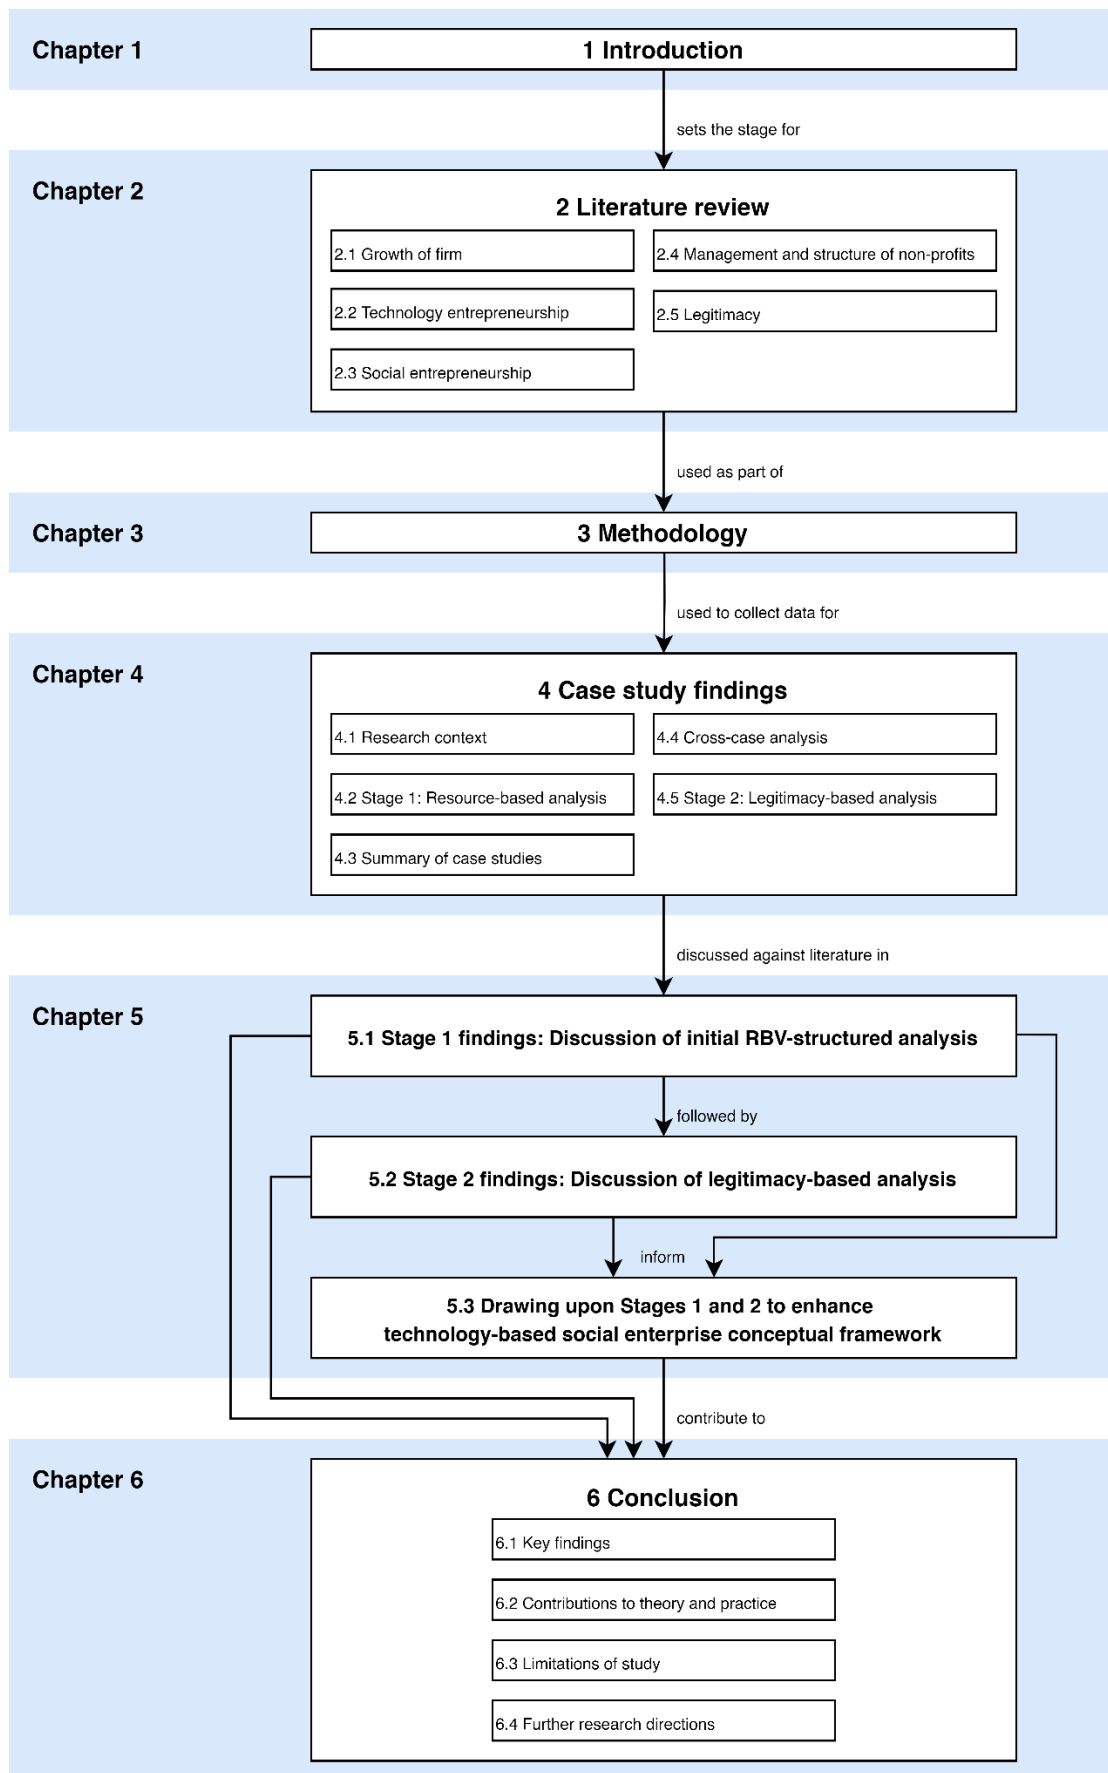 Chapter 1
1 Introduction
sets the stage for
Chapter 2
2 Literature review
2.1 Growth of firm
2.4 Management and structure of non-profits
2.2 Technology entrepreneurship
2.5 Legitimacy
2.3 Social entrepreneurship
used as part of
Chapter 3
3 Methodology
used to collect data for
Chapter 4
4 Case study findings
4.1 Research context
4.4 Cross-case analysis
4.2 Stage 1: Resource-based analysis
4.5 Stage 2: Legitimacy-based analysis
4.3 Summary of case studies
discussed against literature in
Chapter 5
5.1 Stage 1 findings: Discussion of initial RBV-structured analysis
followed by
5.2 Stage 2 findings: Discussion of legitimacy-based analysis
inform
5.3 Drawing upon Stages 1 and 2 to enhance
technology-based social enterprise conceptual framework
contribute to
Chapter 6
6 Conclusion
6.1 Key findings
6.2 Contributions to theory and practice
6.3 Limitations of study
6.4 Further research directions